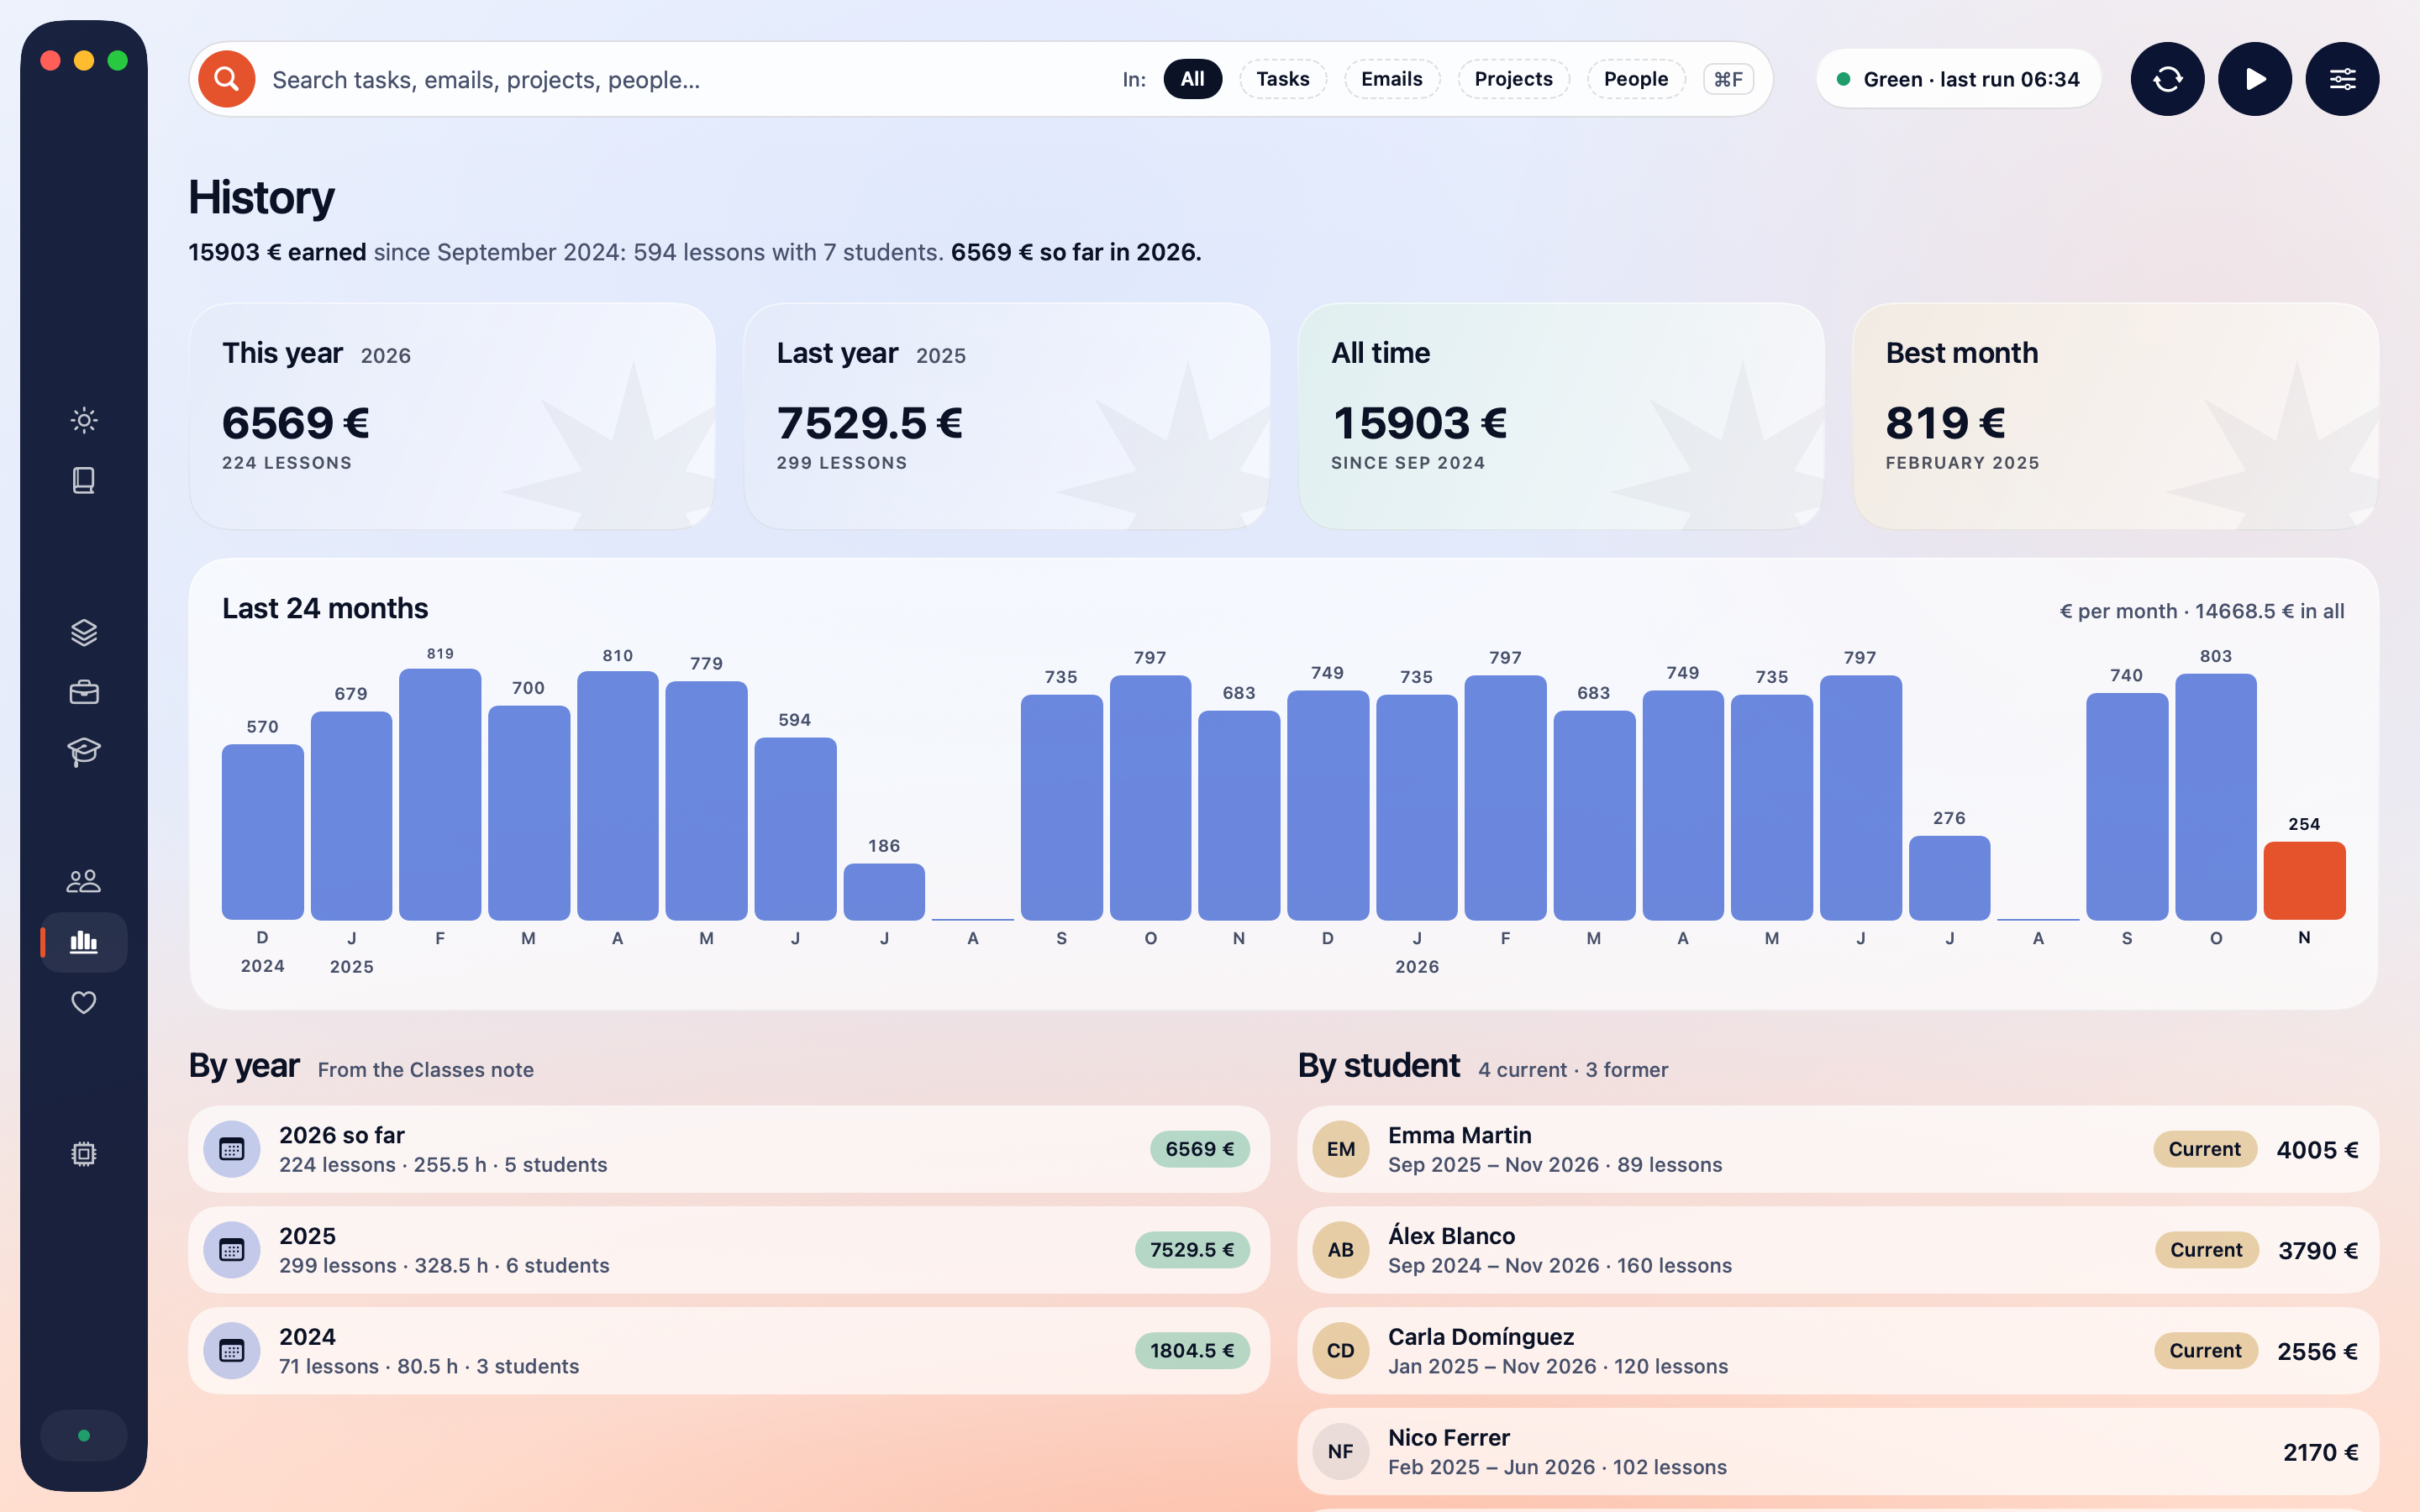 Search tasks, emails, projects, people...
In: All Tasks Emails Projects People ⌘F
Green · last run 06:34
History
15903 € earned since September 2024: 594 lessons with 7 students. 6569 € so far in 2026.
This year 2026
6569 €
224 LESSONS
Last year 2025
7529.5 €
299 LESSONS
All time
15903 €
SINCE SEP 2024
Best month
819 €
FEBRUARY 2025
Last 24 months
€ per month · 14668.5 € in all
570 679 819 700 810 779 594 186 735 797 683 749 735 797 683 749 735 797 276 740 803 254
D J F M A M J J A S O N D J F M A M J J A S O N
2024 2025 2026
By year From the Classes note
2026 so far
224 lessons · 255.5 h · 5 students
6569 €
2025
299 lessons · 328.5 h · 6 students
7529.5 €
2024
71 lessons · 80.5 h · 3 students
1804.5 €
By student 4 current · 3 former
EM
Emma Martin
Sep 2025 – Nov 2026 · 89 lessons
Current 4005 €
AB
Álex Blanco
Sep 2024 – Nov 2026 · 160 lessons
Current 3790 €
CD
Carla Domínguez
Jan 2025 – Nov 2026 · 120 lessons
Current 2556 €
NF
Nico Ferrer
Feb 2025 – Jun 2026 · 102 lessons
2170 €